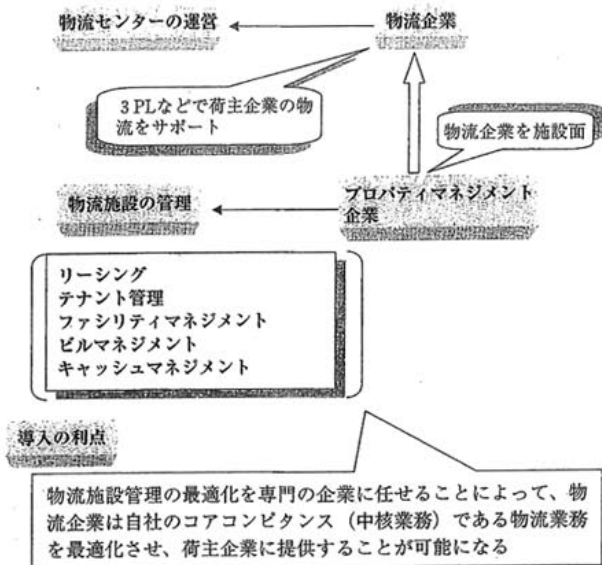 物流センターの運営
物流企業
3PLなどで荷主企業の物
流をサポート
物流企業を施設面
物流施設の管理
プロパティマネジメント
企業
リーシング
テナント管理
ファシリティマネジメント
ビルマネジメント
キャッシュマネジメント
導入の利点
物流施設管理の最適化を専門の企業に任せることによって、物
流企業は自社のコアコンピタンス（中核業務）である物流業務
を最適化させ、荷主企業に提供することが可能になる